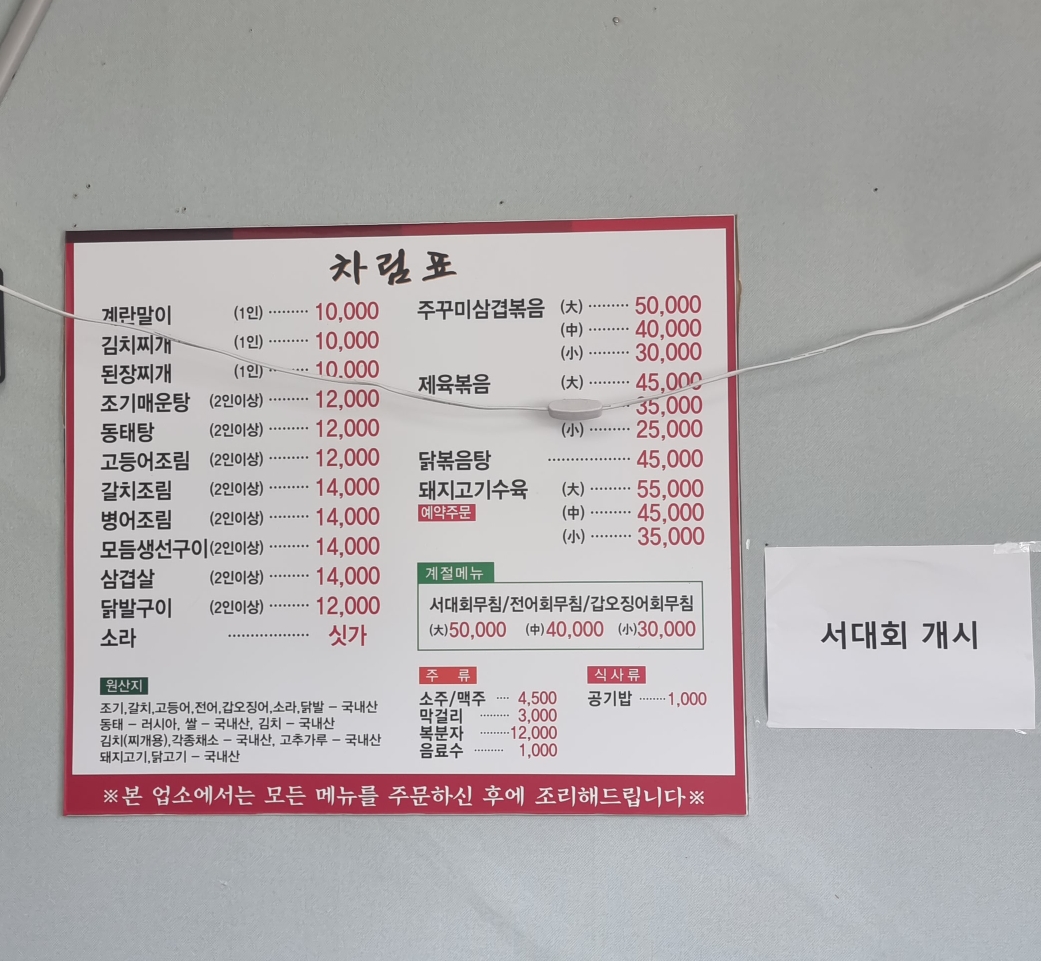 차림표
계란말이 (1인) ········ 10,000
김치찌개 (1인) ········ 10,000
된장찌개 (1인) ········ 10,000
조기매운탕 (2인이상) ········ 12,000
동태탕 (2인이상) ········ 12,000
고등어조림 (2인이상) ········ 12,000
갈치조림 (2인이상) ········ 14,000
병어조림 (2인이상) ········ 14,000
모듬생선구이(2인이상) ········ 14,000
삼겹살 (2인이상) ········ 14,000
닭발구이 (2인이상) ········ 12,000
소라 ················ 싯가
원산지
조기,갈치,고등어,전어,갑오징어,소라,닭발 – 국내산
동태 – 러시아, 쌀 – 국내산, 김치 – 국내산
김치(찌개용),각종채소 – 국내산, 고추가루 – 국내산
돼지고기,닭고기 – 국내산
주꾸미삼겹볶음 (大) ········ 50,000
(中) ········ 40,000
(小) ········ 30,000
제육볶음 (大) ········ 45,000
35,000
(小) ········ 25,000
닭볶음탕 ················ 45,000
돼지고기수육 (大) ········ 55,000
예약주문 (中) ········ 45,000
(小) ········ 35,000
계절메뉴
서대회무침/전어회무침/갑오징어회무침
(大)50,000 (中)40,000 (小)30,000
주 류
소주/맥주 ···· 4,500
막걸리 ········ 3,000
복분자 ········ 12,000
음료수 ········ 1,000
식사류
공기밥 ········ 1,000
※본 업소에서는 모든 메뉴를 주문하신 후에 조리해드립니다※
서대회 개시